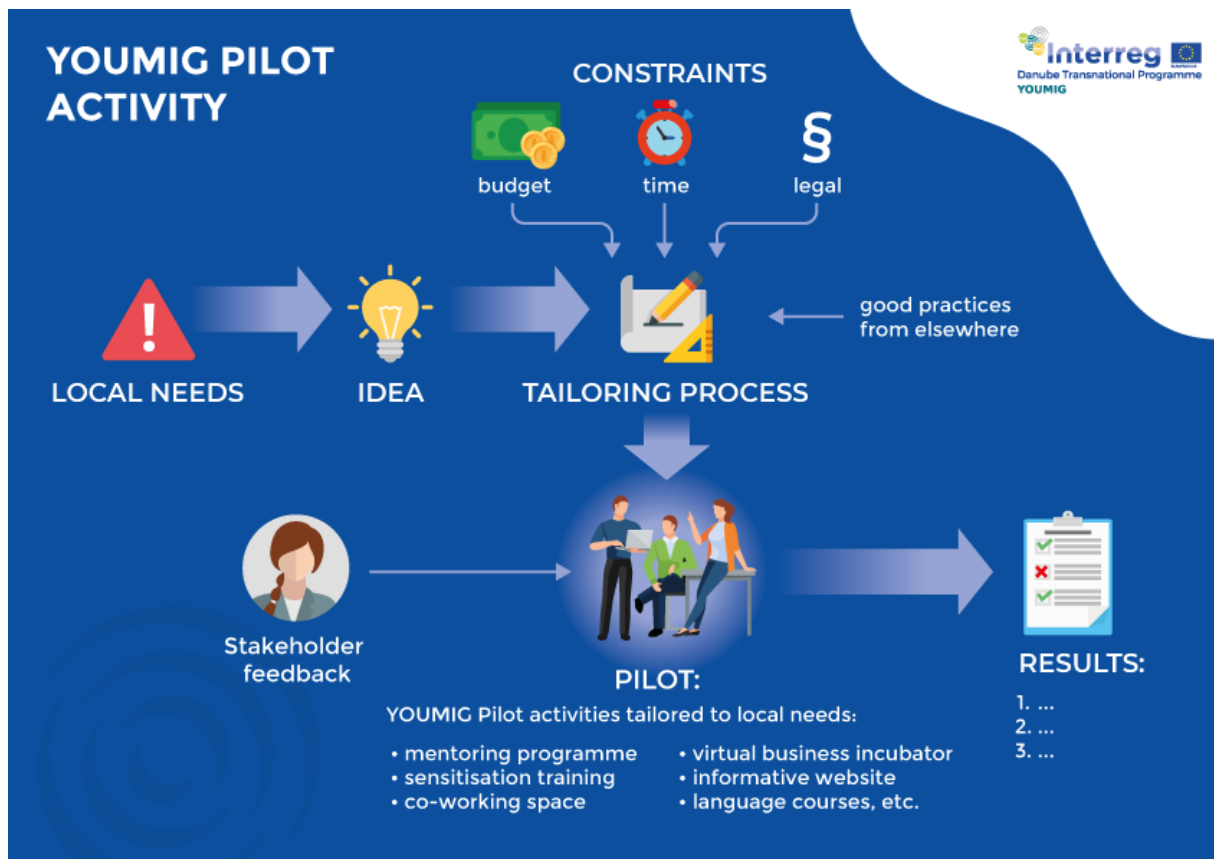 YOUMIG PILOT
ACTIVITY
Interreg
Danube Transnational Programme
YOUMIG
CONSTRAINTS
budget
time
§
legal
good practices
from elsewhere
LOCAL NEEDS
IDEA
TAILORING PROCESS
Stakeholder
feedback
PILOT:
YOUMIG Pilot activities tailored to local needs:
• mentoring programme
• sensitisation training
• co-working space
• virtual business incubator
• informative website
• language courses, etc.
RESULTS:
1. ...
2. ...
3. ...